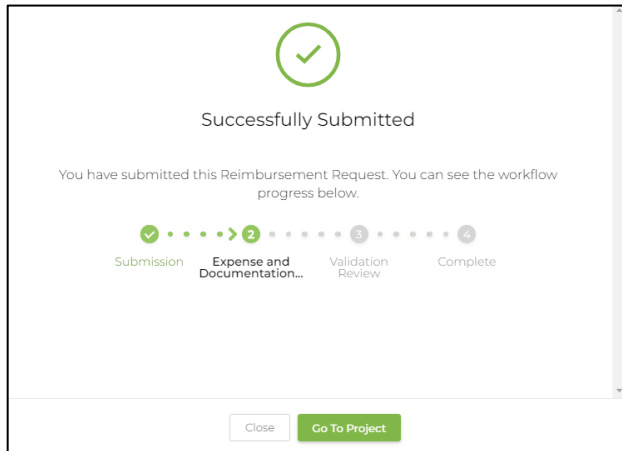 Successfully Submitted
You have submitted this Reimbursement Request. You can see the workflow
progress below.
2 3 4
Submission Expense and Validation Complete
Documentation... Review
Close Go To Project